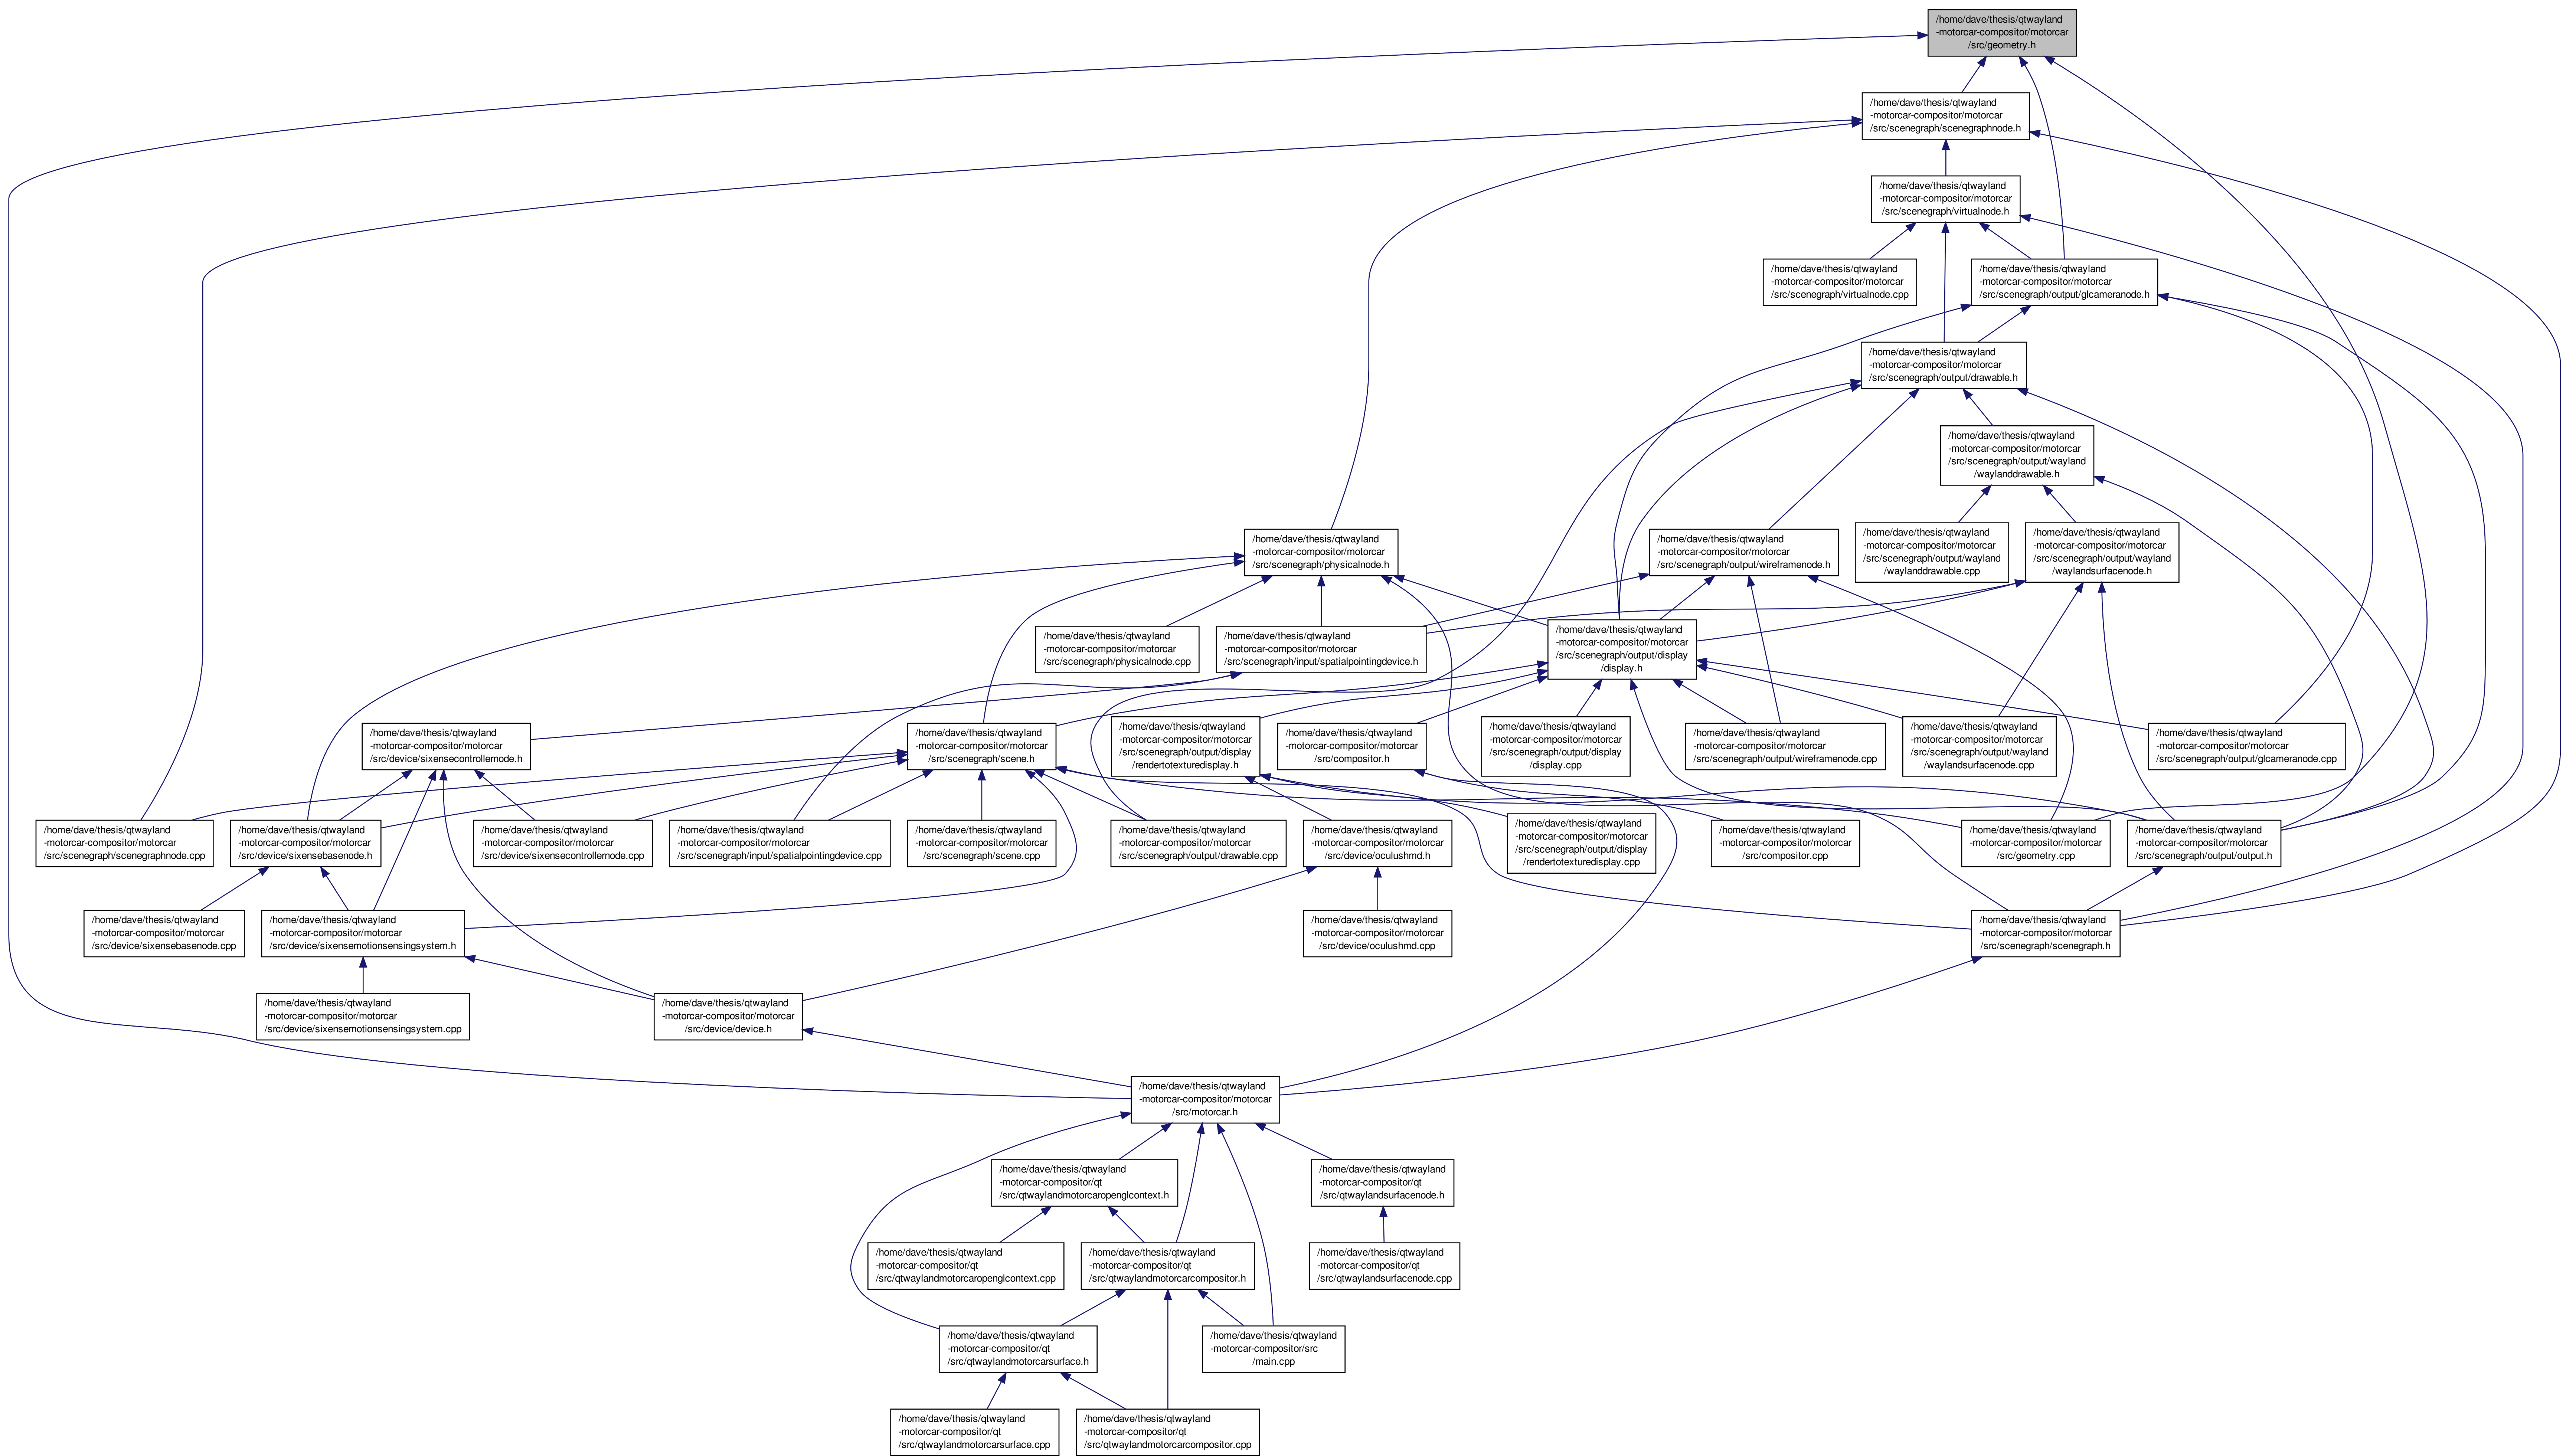 /home/dave/thesis/qtwayland
-motorcar-compositor/motorcar
/src/geometry.h
/home/dave/thesis/qtwayland
-motorcar-compositor/motorcar
/src/scenegraph/scenegraphnode.h
/home/dave/thesis/qtwayland
-motorcar-compositor/motorcar
/src/scenegraph/virtualnode.h
/home/dave/thesis/qtwayland
-motorcar-compositor/motorcar
/src/scenegraph/virtualnode.cpp
/home/dave/thesis/qtwayland
-motorcar-compositor/motorcar
/src/scenegraph/output/glcameranode.h
/home/dave/thesis/qtwayland
-motorcar-compositor/motorcar
/src/scenegraph/output/drawable.h
/home/dave/thesis/qtwayland
-motorcar-compositor/motorcar
/src/scenegraph/output/wayland
/waylanddrawable.h
/home/dave/thesis/qtwayland
-motorcar-compositor/motorcar
/src/scenegraph/physicalnode.h
/home/dave/thesis/qtwayland
-motorcar-compositor/motorcar
/src/scenegraph/output/wireframenode.h
/home/dave/thesis/qtwayland
-motorcar-compositor/motorcar
/src/scenegraph/output/wayland
/waylanddrawable.cpp
/home/dave/thesis/qtwayland
-motorcar-compositor/motorcar
/src/scenegraph/output/wayland
/waylandsurfacenode.h
/home/dave/thesis/qtwayland
-motorcar-compositor/motorcar
/src/scenegraph/physicalnode.cpp
/home/dave/thesis/qtwayland
-motorcar-compositor/motorcar
/src/scenegraph/input/spatialpointingdevice.h
/home/dave/thesis/qtwayland
-motorcar-compositor/motorcar
/src/scenegraph/output/display
/display.h
/home/dave/thesis/qtwayland
-motorcar-compositor/motorcar
/src/device/sixensecontrollernode.h
/home/dave/thesis/qtwayland
-motorcar-compositor/motorcar
/src/scenegraph/scene.h
/home/dave/thesis/qtwayland
-motorcar-compositor/motorcar
/src/scenegraph/output/display
/rendertotexturedisplay.h
/home/dave/thesis/qtwayland
-motorcar-compositor/motorcar
/src/compositor.h
/home/dave/thesis/qtwayland
-motorcar-compositor/motorcar
/src/scenegraph/output/display
/display.cpp
/home/dave/thesis/qtwayland
-motorcar-compositor/motorcar
/src/scenegraph/output/wireframenode.cpp
/home/dave/thesis/qtwayland
-motorcar-compositor/motorcar
/src/scenegraph/output/wayland
/waylandsurfacenode.cpp
/home/dave/thesis/qtwayland
-motorcar-compositor/motorcar
/src/scenegraph/output/glcameranode.cpp
/home/dave/thesis/qtwayland
-motorcar-compositor/motorcar
/src/scenegraph/scenegraphnode.cpp
/home/dave/thesis/qtwayland
-motorcar-compositor/motorcar
/src/device/sixensebasenode.h
/home/dave/thesis/qtwayland
-motorcar-compositor/motorcar
/src/device/sixensecontrollernode.cpp
/home/dave/thesis/qtwayland
-motorcar-compositor/motorcar
/src/scenegraph/input/spatialpointingdevice.cpp
/home/dave/thesis/qtwayland
-motorcar-compositor/motorcar
/src/scenegraph/scene.cpp
/home/dave/thesis/qtwayland
-motorcar-compositor/motorcar
/src/scenegraph/output/drawable.cpp
/home/dave/thesis/qtwayland
-motorcar-compositor/motorcar
/src/device/oculushmd.h
/home/dave/thesis/qtwayland
-motorcar-compositor/motorcar
/src/scenegraph/output/display
/rendertotexturedisplay.cpp
/home/dave/thesis/qtwayland
-motorcar-compositor/motorcar
/src/compositor.cpp
/home/dave/thesis/qtwayland
-motorcar-compositor/motorcar
/src/geometry.cpp
/home/dave/thesis/qtwayland
-motorcar-compositor/motorcar
/src/scenegraph/output/output.h
/home/dave/thesis/qtwayland
-motorcar-compositor/motorcar
/src/device/sixensebasenode.cpp
/home/dave/thesis/qtwayland
-motorcar-compositor/motorcar
/src/device/sixensemotionsensingsystem.h
/home/dave/thesis/qtwayland
-motorcar-compositor/motorcar
/src/device/oculushmd.cpp
/home/dave/thesis/qtwayland
-motorcar-compositor/motorcar
/src/scenegraph/scenegraph.h
/home/dave/thesis/qtwayland
-motorcar-compositor/motorcar
/src/device/sixensemotionsensingsystem.cpp
/home/dave/thesis/qtwayland
-motorcar-compositor/motorcar
/src/device/device.h
/home/dave/thesis/qtwayland
-motorcar-compositor/motorcar
/src/motorcar.h
/home/dave/thesis/qtwayland
-motorcar-compositor/qt
/src/qtwaylandmotorcaropenglcontext.h
/home/dave/thesis/qtwayland
-motorcar-compositor/qt
/src/qtwaylandsurfacenode.h
/home/dave/thesis/qtwayland
-motorcar-compositor/qt
/src/qtwaylandmotorcaropenglcontext.cpp
/home/dave/thesis/qtwayland
-motorcar-compositor/qt
/src/qtwaylandmotorcarcompositor.h
/home/dave/thesis/qtwayland
-motorcar-compositor/qt
/src/qtwaylandsurfacenode.cpp
/home/dave/thesis/qtwayland
-motorcar-compositor/qt
/src/qtwaylandmotorcarsurface.h
/home/dave/thesis/qtwayland
-motorcar-compositor/src
/main.cpp
/home/dave/thesis/qtwayland
-motorcar-compositor/qt
/src/qtwaylandmotorcarsurface.cpp
/home/dave/thesis/qtwayland
-motorcar-compositor/qt
/src/qtwaylandmotorcarcompositor.cpp